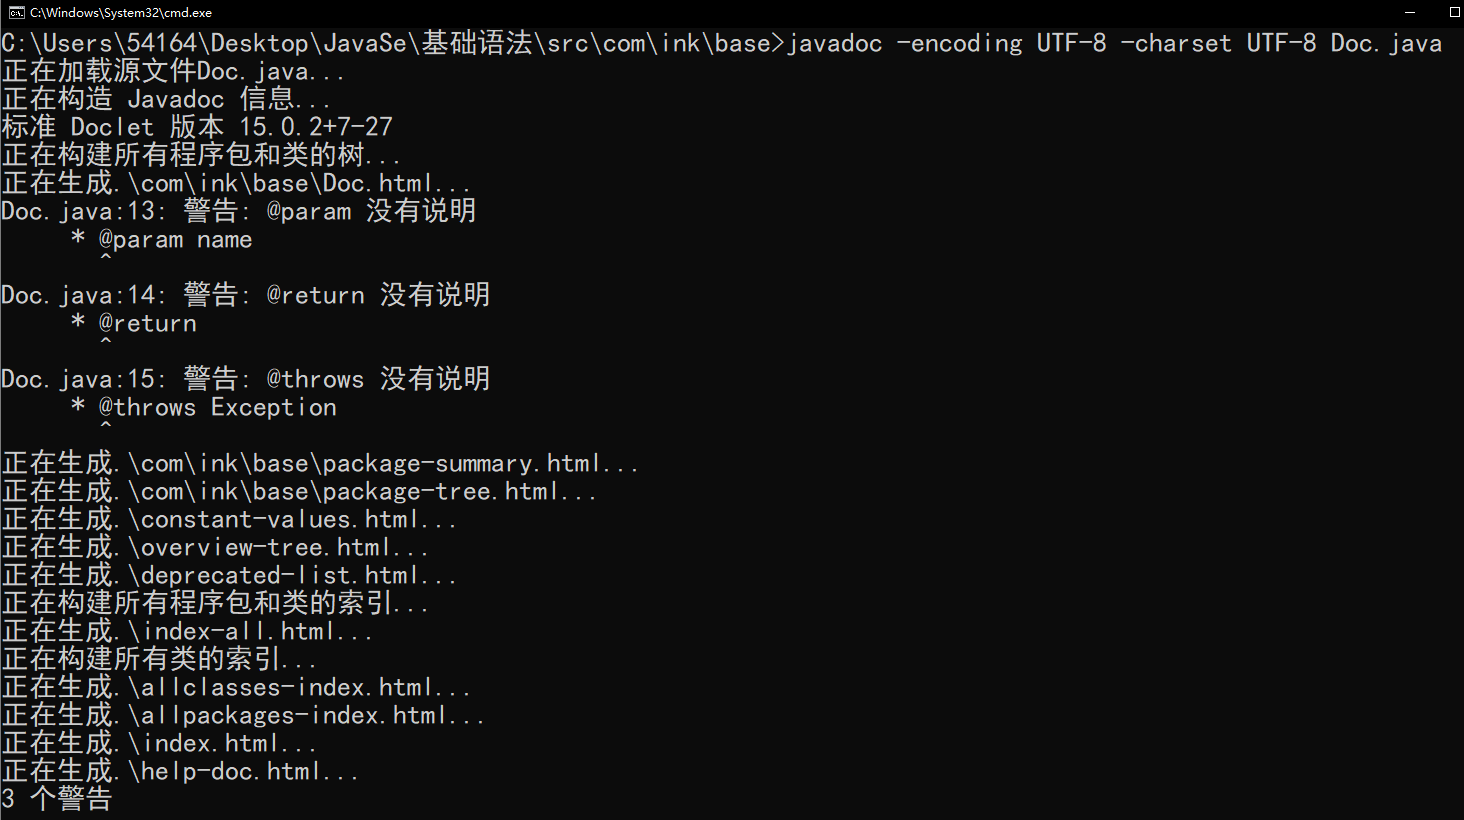 C:\Windows\System32\cmd.exe
C:\Users\54164\Desktop\JavaSe\基础语法\src\com\ink\base>javadoc -encoding UTF-8 -charset UTF-8 Doc.java
正在加载源文件Doc.java...
正在构造 Javadoc 信息...
标准 Doclet 版本 15.0.2+7-27
正在构建所有程序包和类的树...
正在生成.\com\ink\base\Doc.html...
Doc.java:13: 警告: @param 没有说明
     * @param name
       ^
Doc.java:14: 警告: @return 没有说明
     * @return
       ^
Doc.java:15: 警告: @throws 没有说明
     * @throws Exception
       ^
正在生成.\com\ink\base\package-summary.html...
正在生成.\com\ink\base\package-tree.html...
正在生成.\constant-values.html...
正在生成.\overview-tree.html...
正在生成.\deprecated-list.html...
正在构建所有程序包和类的索引...
正在生成.\index-all.html...
正在构建所有类的索引...
正在生成.\allclasses-index.html...
正在生成.\allpackages-index.html...
正在生成.\index.html...
正在生成.\help-doc.html...
3 个警告